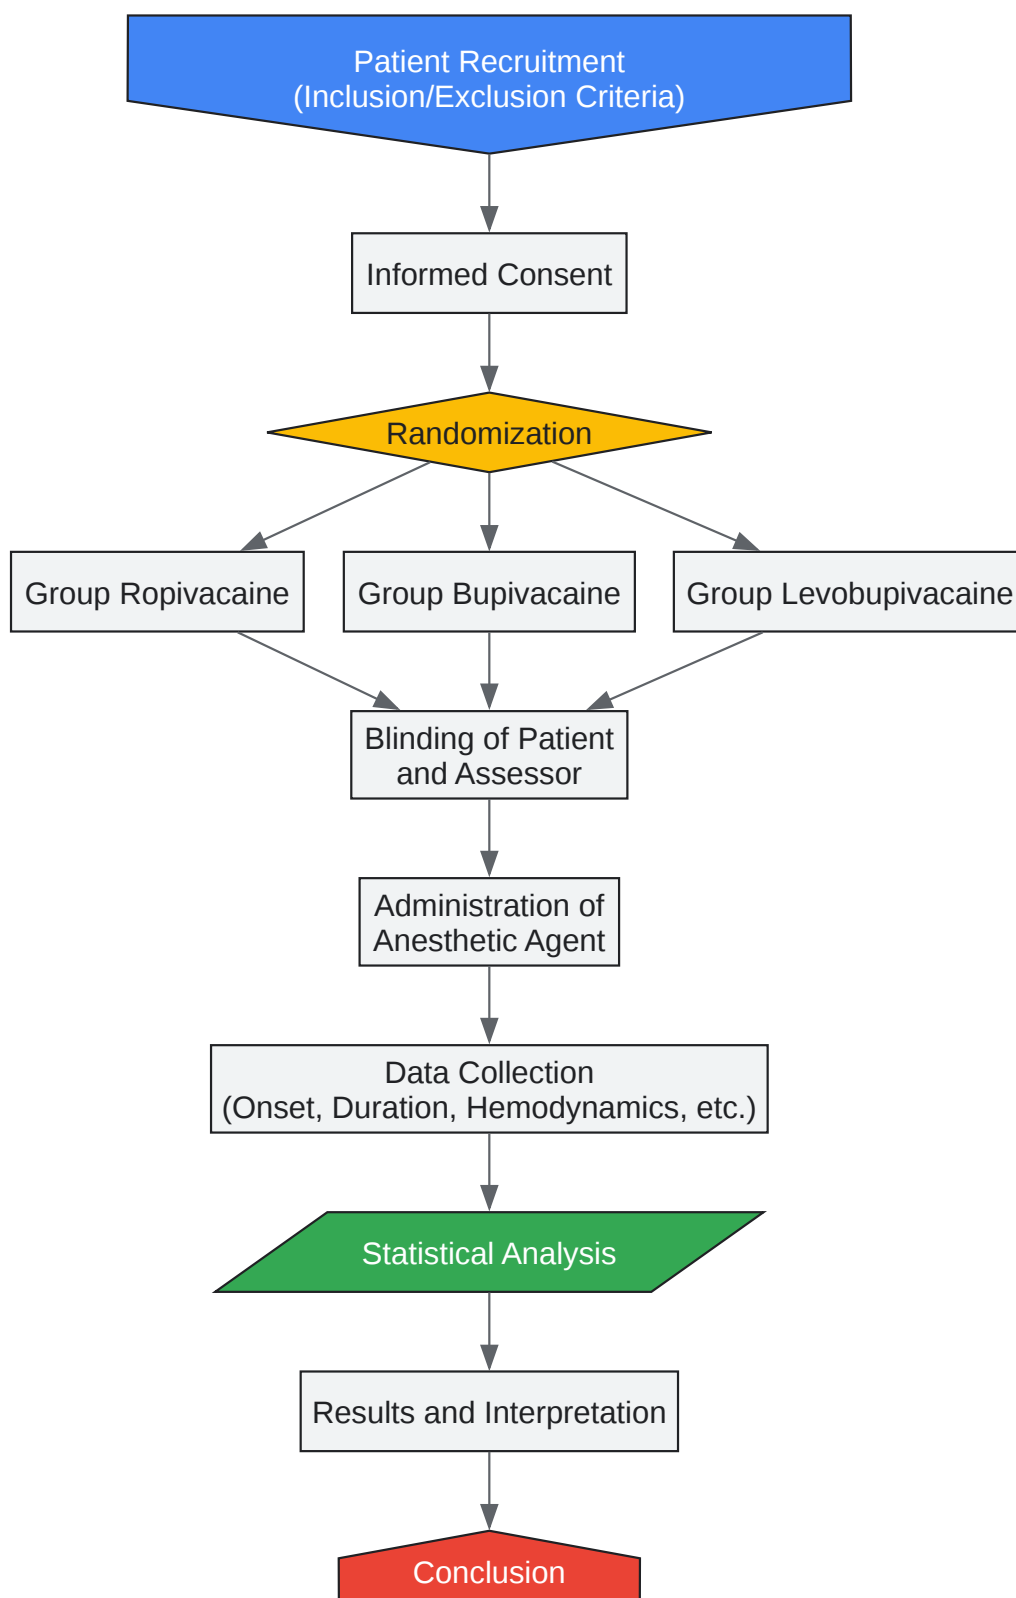 Patient Recruitment
(Inclusion/Exclusion Criteria)
Informed Consent
Randomization
Group Ropivacaine
Group Bupivacaine
Group Levobupivacaine
Blinding of Patient
and Assessor
Administration of
Anesthetic Agent
Data Collection
(Onset, Duration, Hemodynamics, etc.)
Statistical Analysis
Results and Interpretation
Conclusion